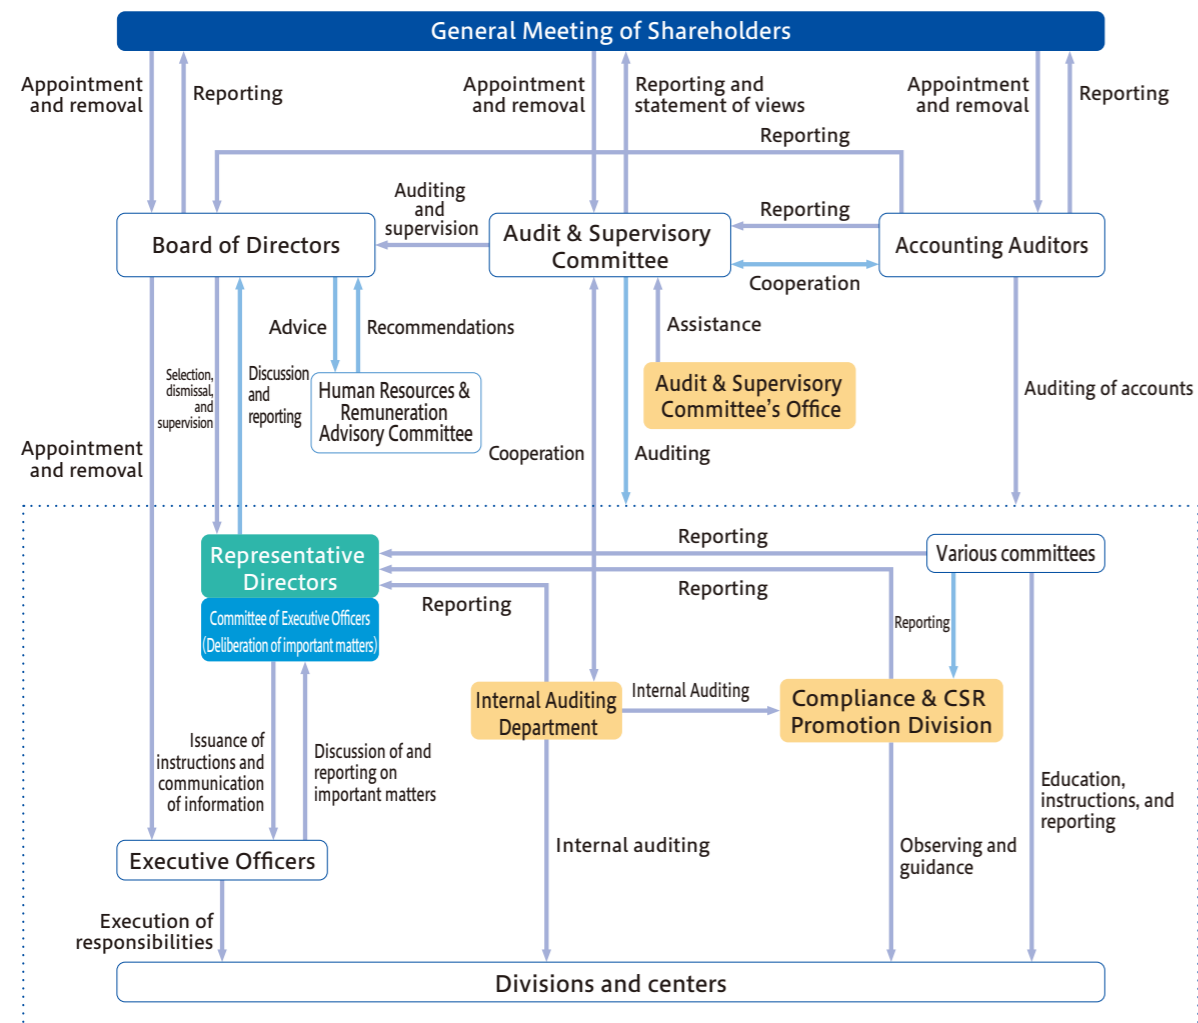 General Meeting of Shareholders
Appointment
and removal
Reporting
Appointment
and removal
Reporting and
statement of views
Appointment
and removal
Reporting
Reporting
Auditing
and
supervision
Reporting
Board of Directors
Audit & Supervisory
Committee
Accounting Auditors
Cooperation
Advice
Recommendations
Assistance
Selection,
dismissal,
and
supervision
Discussion
and
reporting
Human Resources &
Remuneration
Advisory Committee
Audit & Supervisory
Committee's Office
Auditing of accounts
Appointment
and removal
Cooperation
Auditing
Representative
Directors
Reporting
Various committees
Reporting
Reporting
Committee of Executive Officers
(Deliberation of important matters)
Reporting
Internal Auditing
Department
Internal Auditing
Compliance & CSR
Promotion Division
Issuance of
instructions and
communication
of information
Discussion of and
reporting on
important matters
Education,
instructions, and
reporting
Executive Officers
Internal auditing
Observing and
guidance
Execution of
responsibilities
Divisions and centers